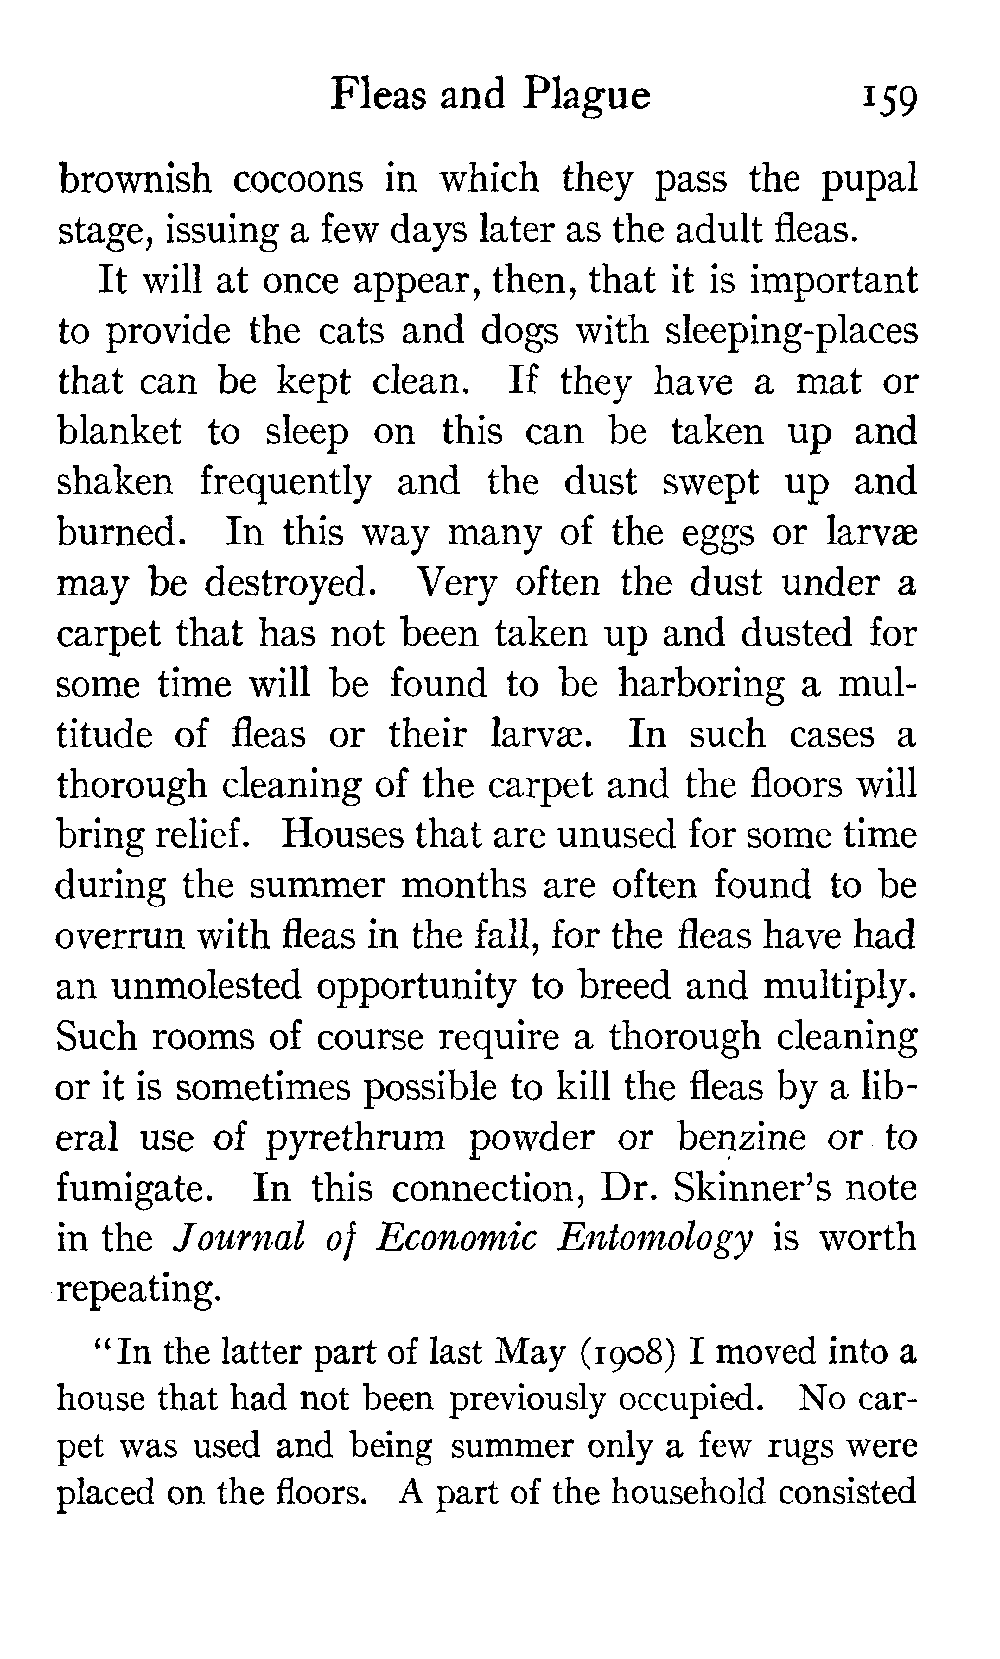 Fleas and Plague 159
brownish cocoons in which they pass the pupal
stage, issuing a few days later as the adult fleas.
It will at once appear, then, that it is important
to provide the cats and dogs with sleeping-places
that can be kept clean. If they have a mat or
blanket to sleep on this can be taken up and
shaken frequently and the dust swept up and
burned. In this way many of the eggs or larvæ
may be destroyed. Very often the dust under a
carpet that has not been taken up and dusted for
some time will be found to be harboring a mul-
titude of fleas or their larvæ. In such cases a
thorough cleaning of the carpet and the floors will
bring relief. Houses that are unused for some time
during the summer months are often found to be
overrun with fleas in the fall, for the fleas have had
an unmolested opportunity to breed and multiply.
Such rooms of course require a thorough cleaning
or it is sometimes possible to kill the fleas by a lib-
eral use of pyrethrum powder or benzine or to
fumigate. In this connection, Dr. Skinner's note
in the Journal of Economic Entomology is worth
repeating.
"In the latter part of last May (1908) I moved into a
house that had not been previously occupied. No car-
pet was used and being summer only a few rugs were
placed on the floors. A part of the household consisted